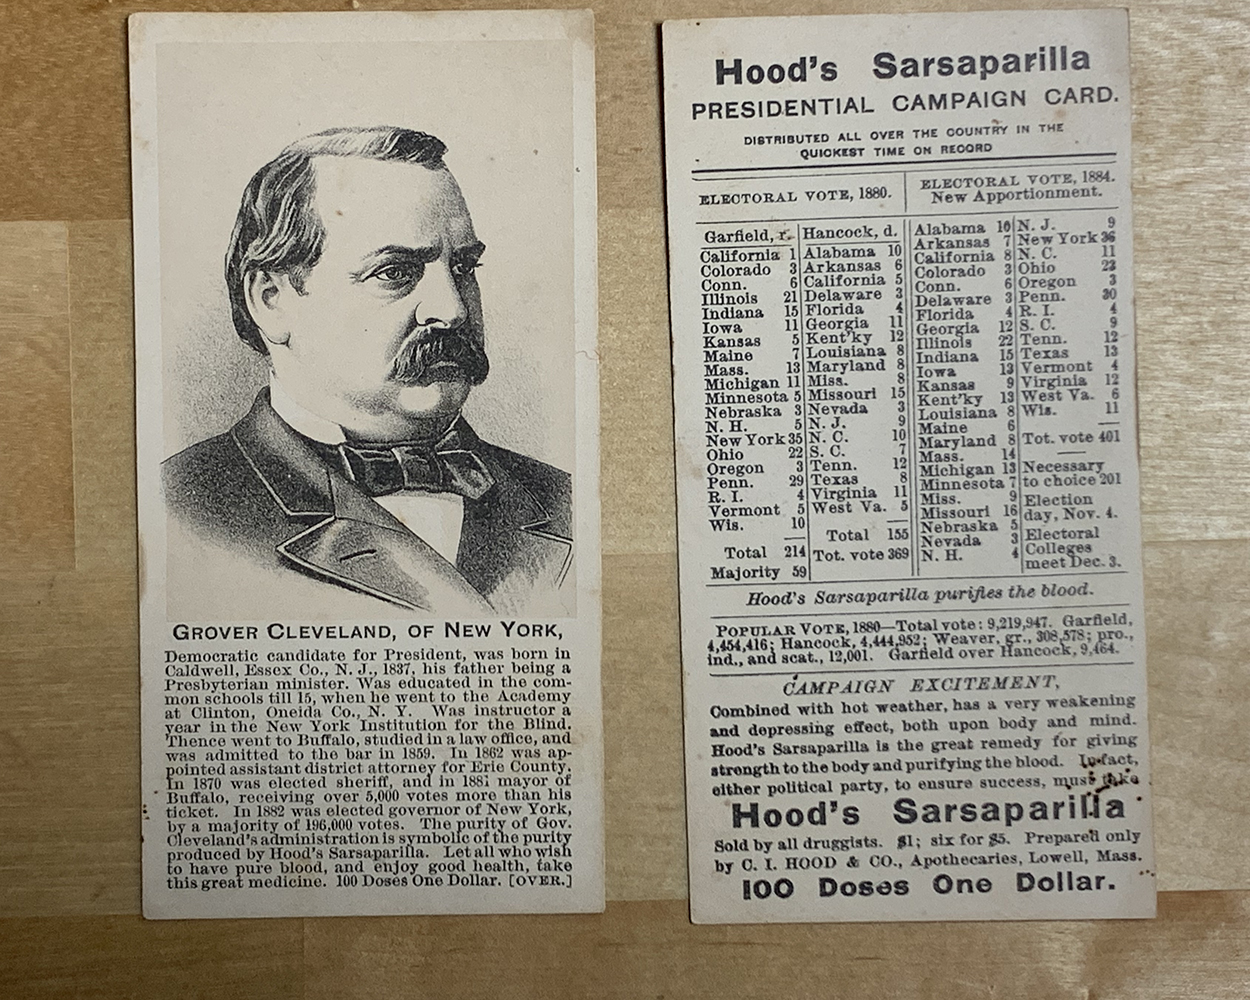 GROVER CLEVELAND, OF NEW YORK,
Democratic candidate for President, was born in
Caldwell, Essex Co., N. J., 1837, his father being a
Presbyterian minister. Was educated in the com-
mon schools till 15, when he went to the Academy
at Clinton, Oneida Co., N. Y. Was instructor a
year in the New York Institution for the Blind.
Thence went to Buffalo, studied in a law office, and
was admitted to the bar in 1859. In 1862 was ap-
pointed assistant district attorney for Erie County.
In 1870 was elected sheriff, and in 1881 mayor of
Buffalo, receiving over 5,000 votes more than his
ticket. In 1882 was elected governor of New York,
by a majority of 196,000 votes. The purity of Gov.
Cleveland's administration is symbolic of the purity
produced by Hood's Sarsaparilla. Let all who wish
to have pure blood, and enjoy good health, take
this great medicine. 100 Doses One Dollar. [OVER.]
Hood's Sarsaparilla
PRESIDENTIAL CAMPAIGN CARD.
DISTRIBUTED ALL OVER THE COUNTRY IN THE
QUICKEST TIME ON RECORD
ELECTORAL VOTE, 1880.
Garfield, r.
California 1
Colorado 3
Conn. 6
Illinois 21
Indiana 15
Iowa 11
Kansas 5
Maine 7
Mass. 13
Michigan 11
Minnesota 5
Nebraska 3
N. H. 5
New York 35
Ohio 22
Oregon 3
Penn. 29
R. I. 4
Vermont 5
Wis. 10
Total 214
Majority 59
Hancock, d.
Alabama 10
Arkansas 6
California 5
Delaware 3
Florida 4
Georgia 11
Kent'ky 12
Louisiana 8
Maryland 8
Miss. 8
Missouri 15
Nevada 3
N. J. 9
N. C. 10
S. C. 7
Tenn. 12
Texas 8
Virginia 11
West Va. 5
Total 155
Tot. vote 369
ELECTORAL VOTE, 1884.
New Apportionment.
Alabama 10
Arkansas 7
California 8
Colorado 3
Conn. 6
Delaware 3
Florida 4
Georgia 12
Illinois 22
Indiana 15
Iowa 13
Kansas 9
Kent'ky 13
Louisiana 8
Maine 6
Maryland 8
Mass. 14
Michigan 13
Minnesota 7
Miss. 9
Missouri 16
Nebraska 5
Nevada 3
N. H. 4
N. J. 9
New York 36
N. C. 11
Ohio 23
Oregon 3
Penn. 30
R. I. 4
S. C. 9
Tenn. 12
Texas 13
Vermont 4
Virginia 12
West Va. 6
Wis. 11
Tot. vote 401
Necessary
to choice 201
Election
day, Nov. 4.
Electoral
Colleges
meet Dec. 3.
Hood's Sarsaparilla purifies the blood.
POPULAR VOTE, 1880—Total vote: 9,219,947. Garfield,
4,454,416; Hancock, 4,444,952; Weaver, gr., 308,578; pro.,
ind., and scat., 12,001. Garfield over Hancock, 9,464.
CAMPAIGN EXCITEMENT,
Combined with hot weather, has a very weakening
and depressing effect, both upon body and mind.
Hood's Sarsaparilla is the great remedy for giving
strength to the body and purifying the blood. In fact,
either political party, to ensure success, must take
Hood's Sarsaparilla
Sold by all druggists. $1; six for $5. Prepared only
by C. I. HOOD & CO., Apothecaries, Lowell, Mass.
100 Doses One Dollar.